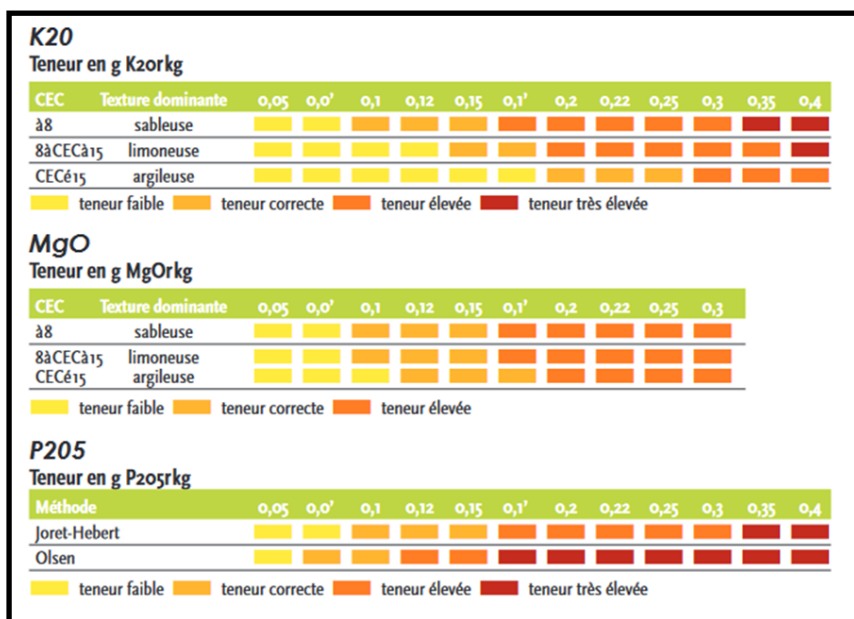 K20
Teneur en g K2orkg
CEC Texture dominante 0,05 0,0' 0,1 0,12 0,15 0,1' 0,2 0,22 0,25 0,3 0,35 0,4
à8 sableuse
8àCECà15 limoneuse
CECé15 argileuse
teneur faible teneur correcte teneur élevée teneur très élevée
MgO
Teneur en g MgOrkg
CEC Texture dominante 0,05 0,0' 0,1 0,12 0,15 0,1' 0,2 0,22 0,25 0,3
à8 sableuse
8àCECà15 limoneuse
CECé15 argileuse
teneur faible teneur correcte teneur élevée
P205
Teneur en g P2o5rkg
Méthode 0,05 0,0' 0,1 0,12 0,15 0,1' 0,2 0,22 0,25 0,3 0,35 0,4
Joret-Hebert
Olsen
teneur faible teneur correcte teneur élevée teneur très élevée